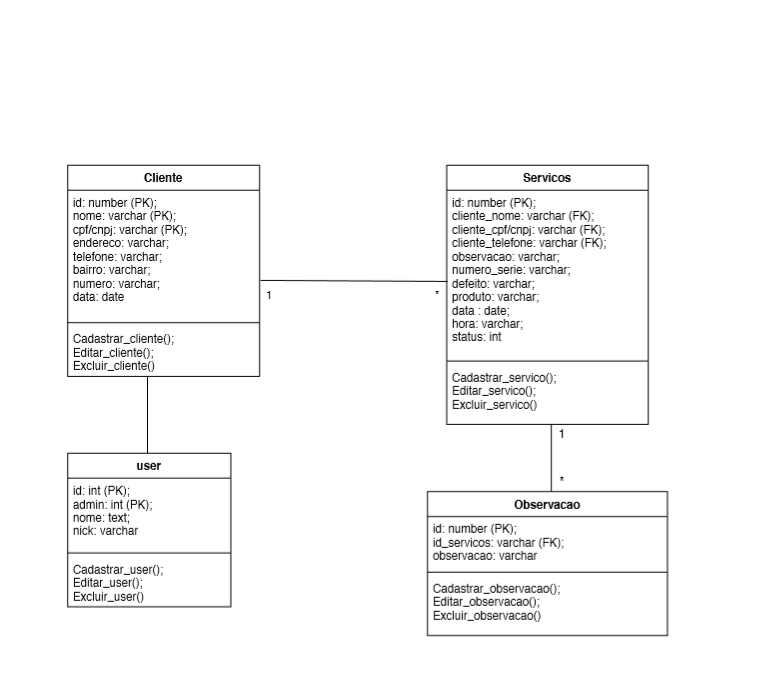 Cliente
id: number (PK);
nome: varchar (PK);
cpf/cnpj: varchar (PK);
endereco: varchar;
telefone: varchar;
bairro: varchar;
numero: varchar;
data: date
Cadastrar_cliente();
Editar_cliente();
Excluir_cliente()
1
*
Servicos
id: number (PK);
cliente_nome: varchar (FK);
cliente_cpf/cnpj: varchar (FK);
cliente_telefone: varchar (FK);
observacao: varchar;
numero_serie: varchar;
defeito: varchar;
produto: varchar;
data : date;
hora: varchar;
status: int
Cadastrar_servico();
Editar_servico();
Excluir_servico()
1
*
user
id: int (PK);
admin: int (PK);
nome: text;
nick: varchar
Cadastrar_user();
Editar_user();
Excluir_user()
Observacao
id: number (PK);
id_servicos: varchar (FK);
observacao: varchar
Cadastrar_observacao();
Editar_observacao();
Excluir_observacao()